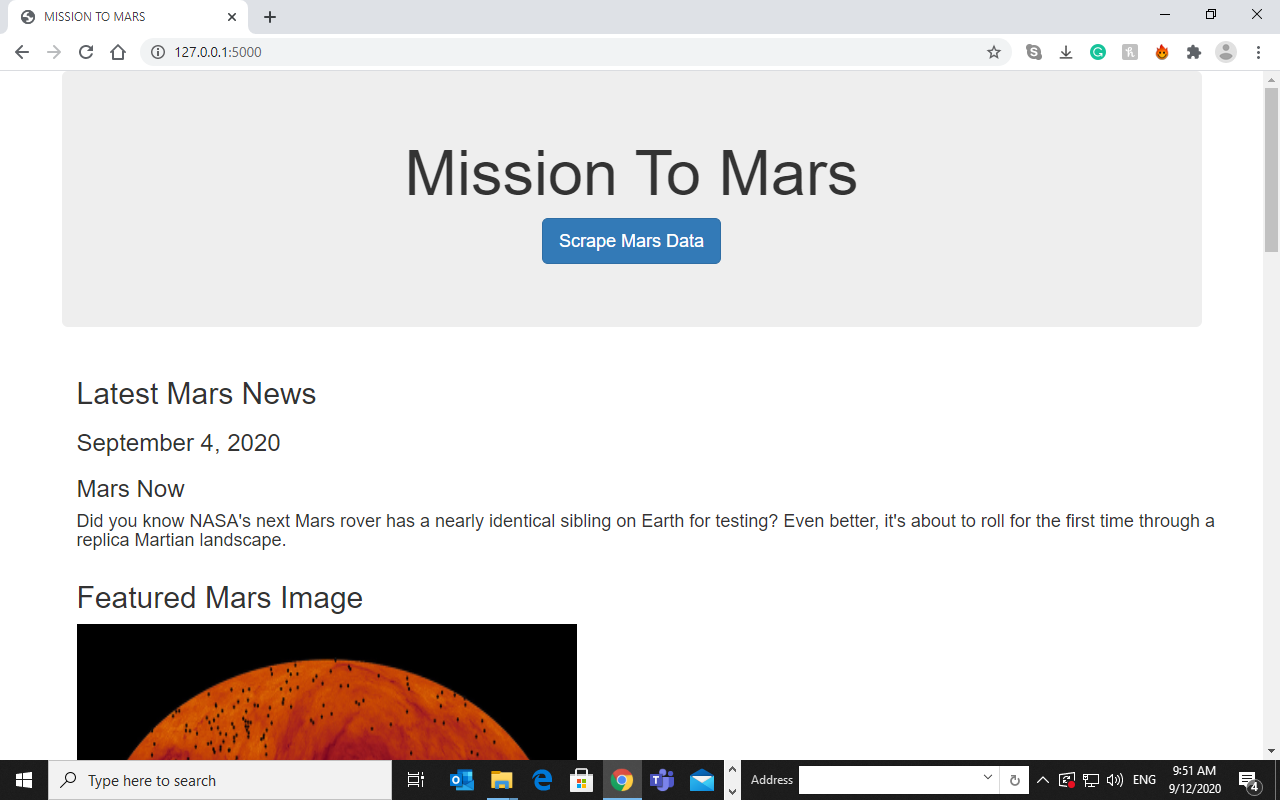 MISSION TO MARS
127.0.0.1:5000
Mission To Mars
Scrape Mars Data
Latest Mars News
September 4, 2020
Mars Now
Did you know NASA's next Mars rover has a nearly identical sibling on Earth for testing? Even better, it's about to roll for the first time through a
replica Martian landscape.
Featured Mars Image
Type here to search
Address
ENG
9:51 AM
9/12/2020
4